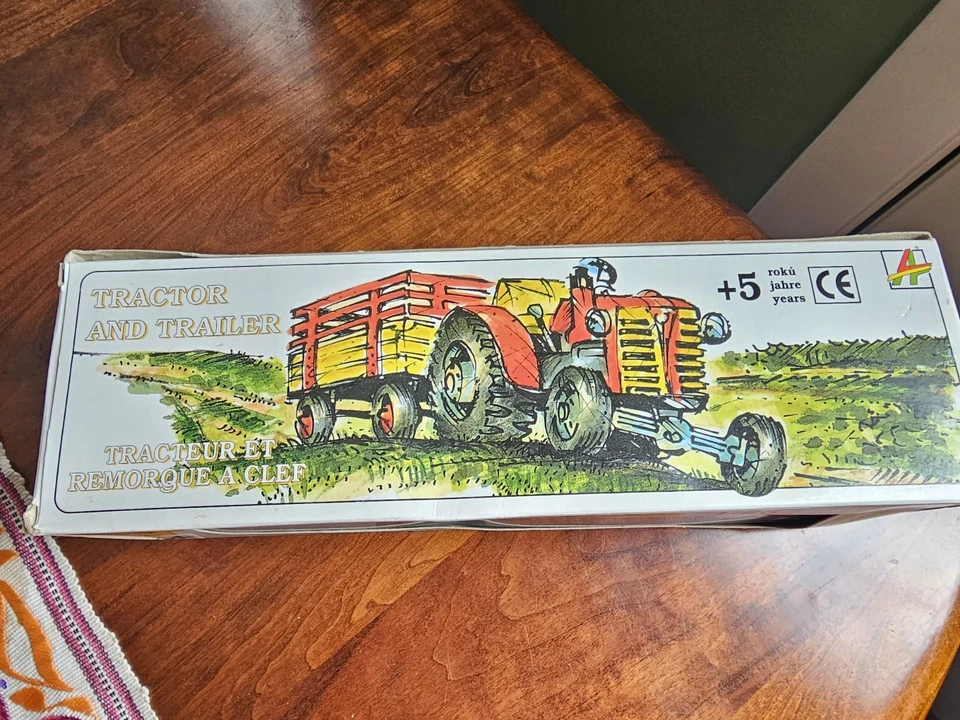 TRACTOR
AND TRAILER
TRACTEUR ET
REMORQUE A CLEF
+5
roků
jahre
years
CE